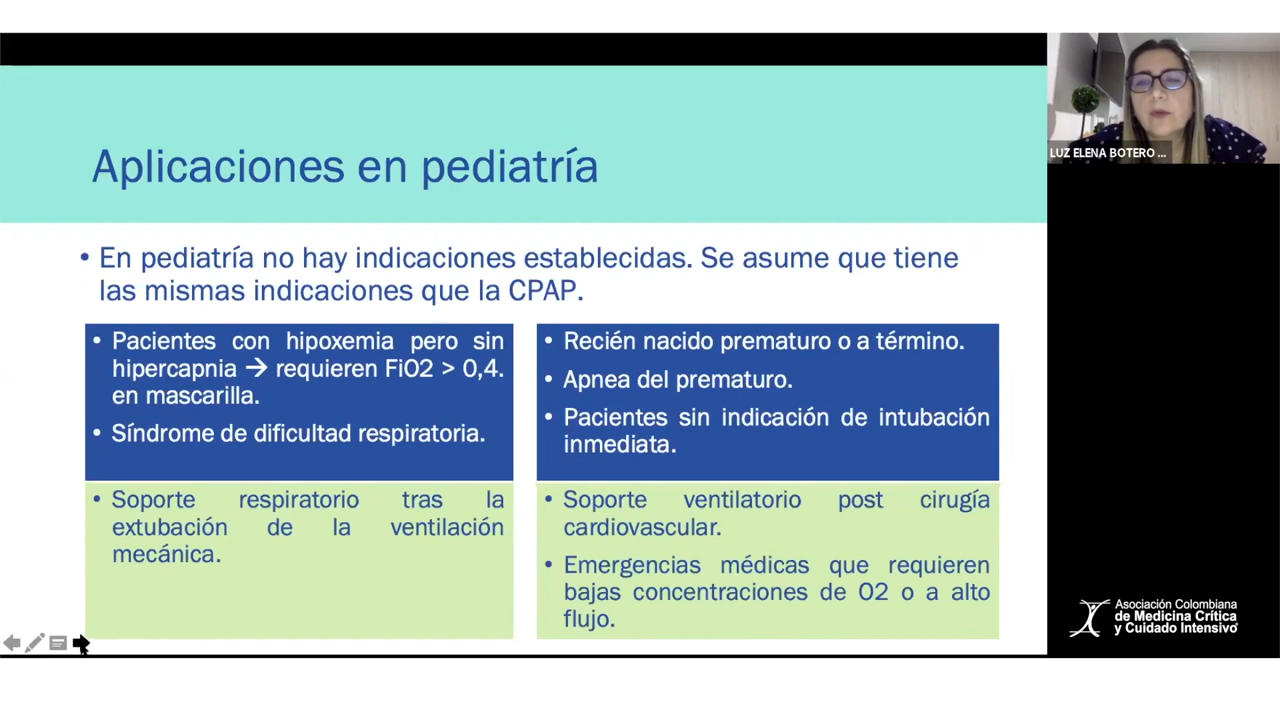 Aplicaciones en pediatría
• En pediatría no hay indicaciones establecidas. Se asume que tiene
las mismas indicaciones que la CPAP.
• Pacientes con hipoxemia pero sin
hipercapnia → requieren FiO2 > 0,4.
en mascarilla.
• Síndrome de dificultad respiratoria.
• Recién nacido prematuro o a término.
• Apnea del prematuro.
• Pacientes sin indicación de intubación
inmediata.
• Soporte respiratorio tras la
extubación de la ventilación
mecánica.
• Soporte ventilatorio post cirugía
cardiovascular.
• Emergencias médicas que requieren
bajas concentraciones de O2 o a alto
flujo.
LUZ ELENA BOTERO ...
Asociación Colombiana
de Medicina Crítica
y Cuidado Intensivo